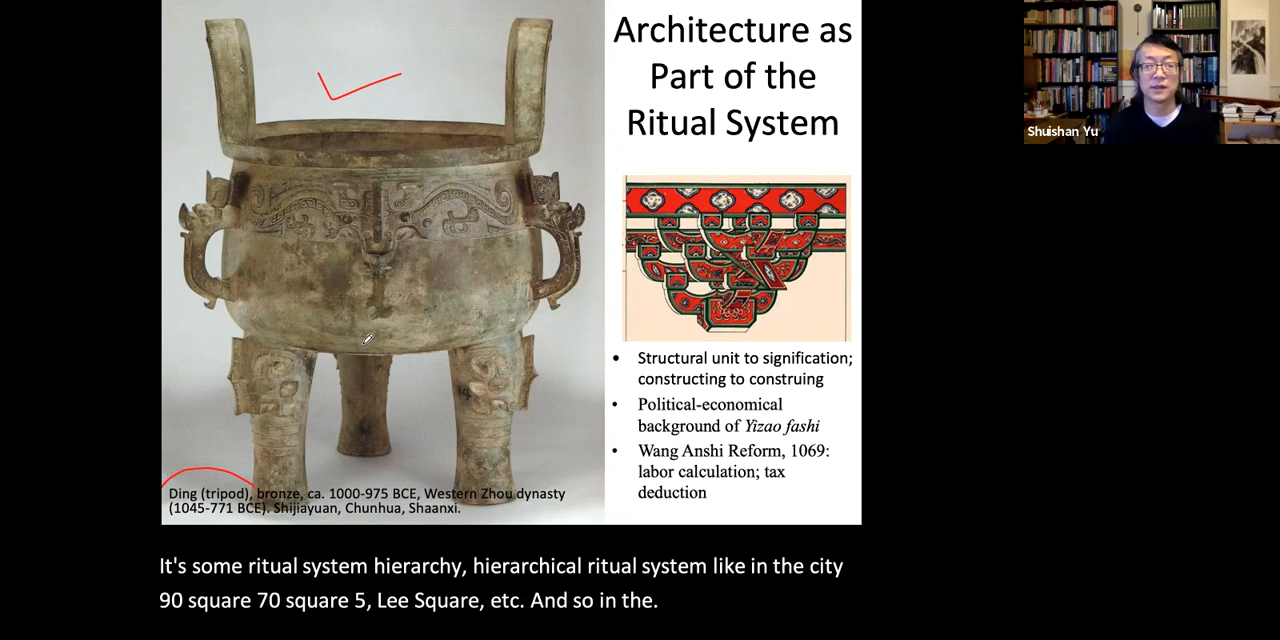 Architecture as
Part of the
Ritual System
Shuishan Yu
• Structural unit to signification;
constructing to construing
• Political-economical
background of Yizao fashi
• Wang Anshi Reform, 1069:
labor calculation; tax
deduction
Ding (tripod), bronze, ca. 1000-975 BCE, Western Zhou dynasty
(1045-771 BCE). Shijiayuan, Chunhua, Shaanxi.
It's some ritual system hierarchy, hierarchical ritual system like in the city
90 square 70 square 5, Lee Square, etc. And so in the.